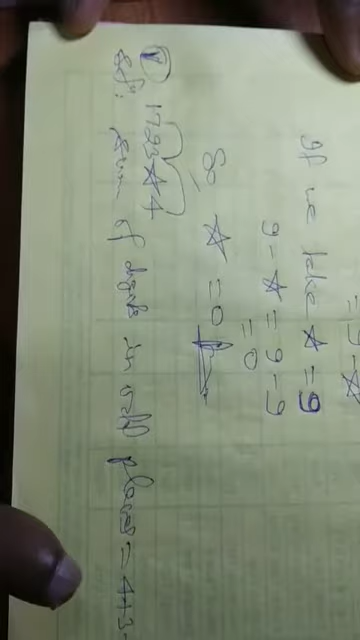 = 9 - ☆
If we take ☆ = 9
9 - ☆ = 9 - 9
= 0
So ☆ = 0
(v) 1723☆4
Sol: Sum of digits in odd places = 4+3